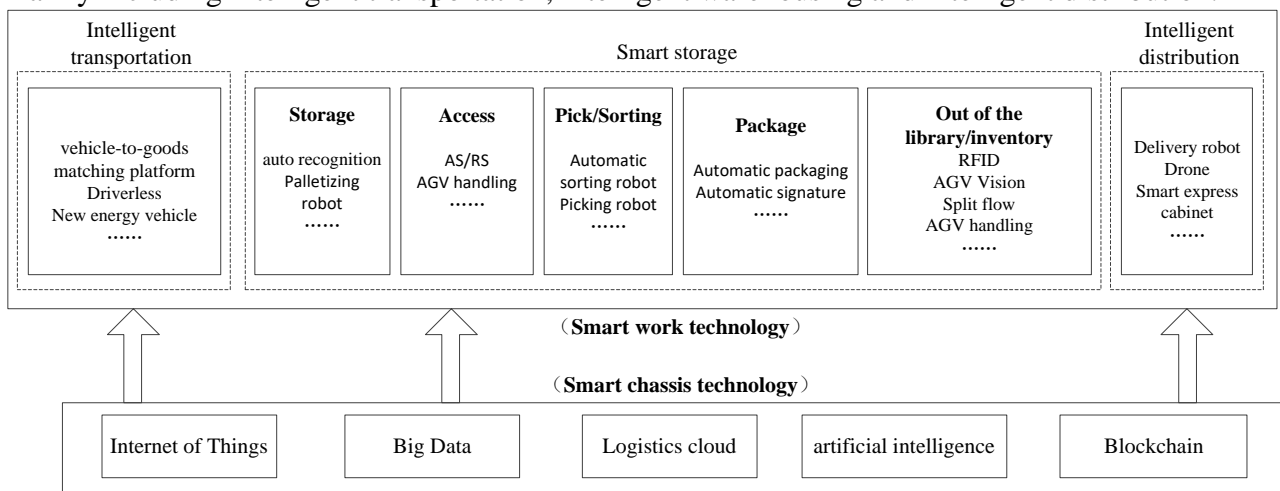 Intelligent
transportation
Smart storage
Intelligent
distribution
vehicle-to-goods
matching platform
Driverless
New energy vehicle
……
Storage
auto recognition
Palletizing
robot
……
Access
AS/RS
AGV handling
……
Pick/Sorting
Automatic
sorting robot
Picking robot
……
Package
Automatic packaging
Automatic signature
……
Out of the
library/inventory
RFID
AGV Vision
Split flow
AGV handling
……
Delivery robot
Drone
Smart express
cabinet
……
（Smart work technology）
（Smart chassis technology）
Internet of Things
Big Data
Logistics cloud
artificial intelligence
Blockchain